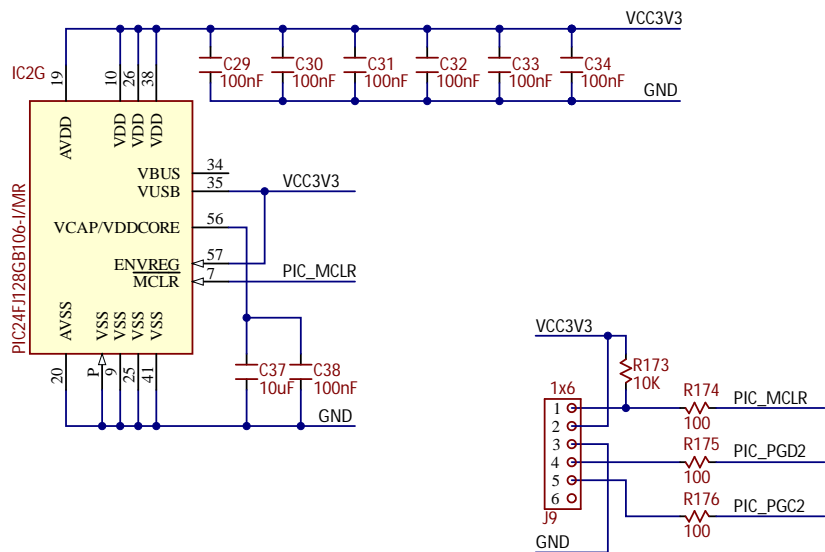 VCC3V3
IC2G
19
10
26
38
C29
100nF
C30
100nF
C31
100nF
C32
100nF
C33
100nF
C34
100nF
GND
AVDD
VDD
VDD
VDD
VBUS
34
VUSB
35
VCC3V3
VCAP/VDDCORE
56
ENVREG
57
MCLR
7
PIC_MCLR
PIC24FJ128GB106-I/MR
AVSS
VSS
VSS
VSS
VSS
20
P
9
25
41
C37
10uF
C38
100nF
GND
VCC3V3
R173
10K
1x6
1
2
3
4
5
6
J9
R174
100
PIC_MCLR
R175
100
PIC_PGD2
R176
100
PIC_PGC2
GND